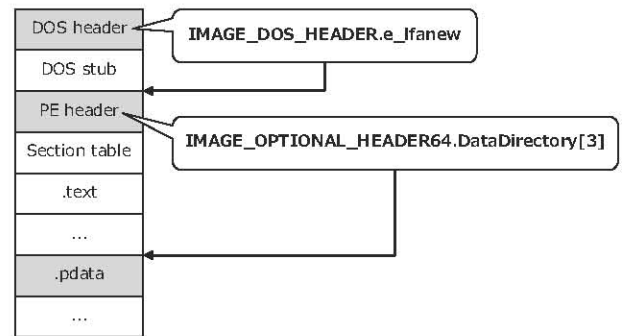 DOS header
IMAGE_DOS_HEADER.e_lfanew
DOS stub
PE header
IMAGE_OPTIONAL_HEADER64.DataDirectory[3]
Section table
.text
...
.pdata
...